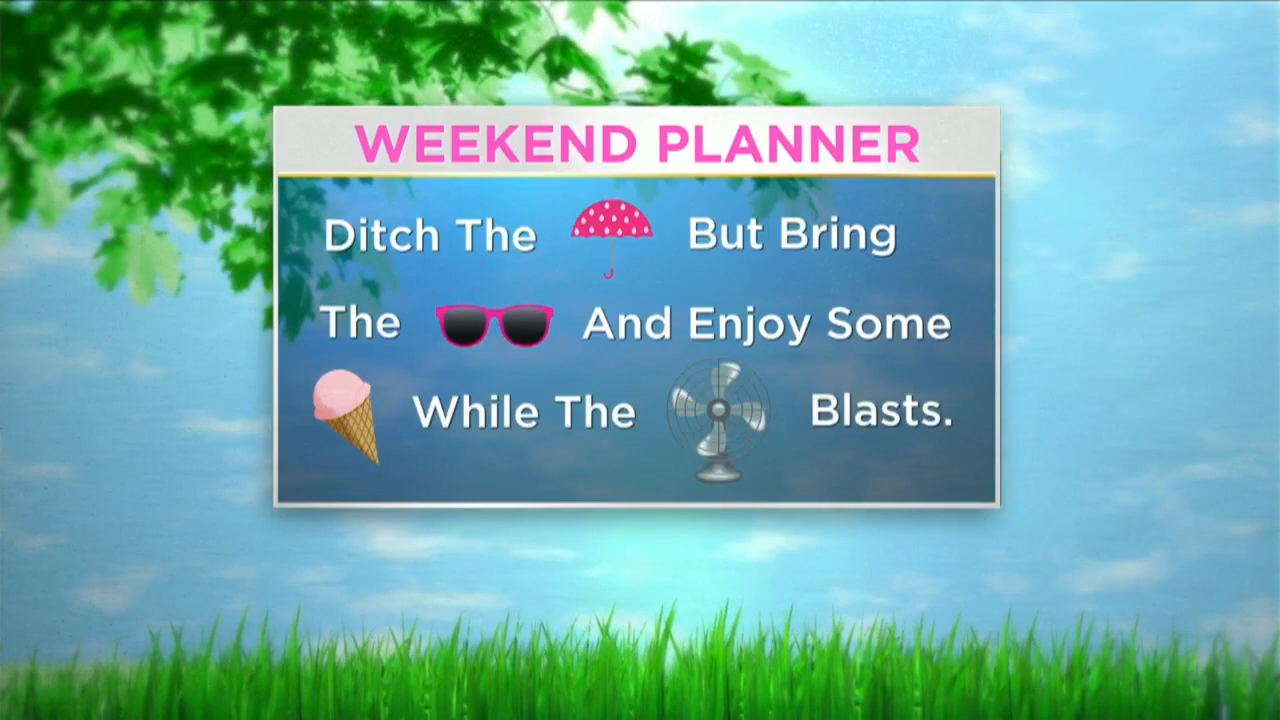 WEEKEND PLANNER
Ditch The But Bring
The And Enjoy Some
While The Blasts.